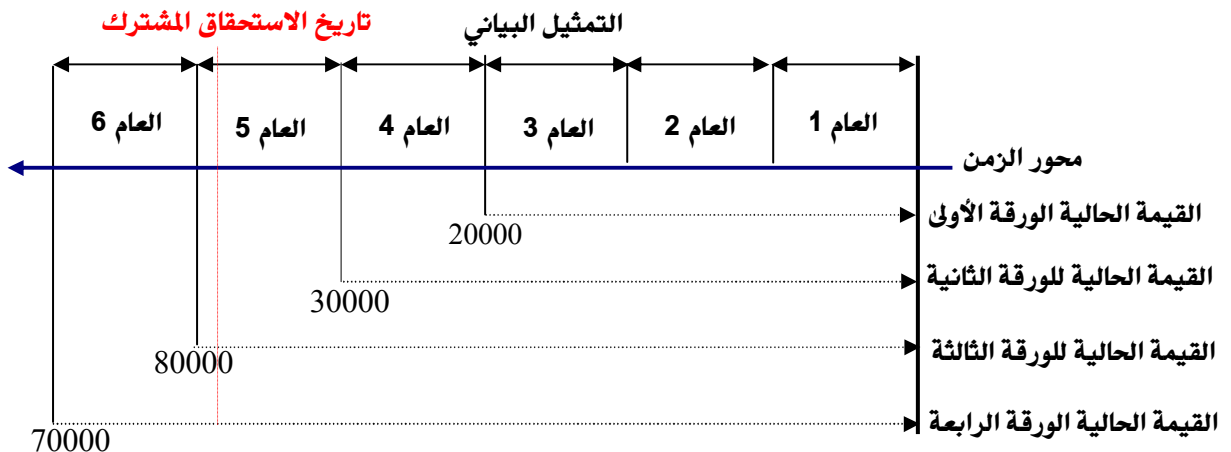 التمثيل البياني
تاريخ الاستحقاق المشترك
العام 1
العام 2
العام 3
العام 4
العام 5
العام 6
محور الزمن
القيمة الحالية الورقة الأولى
20000
القيمة الحالية للورقة الثانية
30000
القيمة الحالية للورقة الثالثة
80000
القيمة الحالية الورقة الرابعة
70000